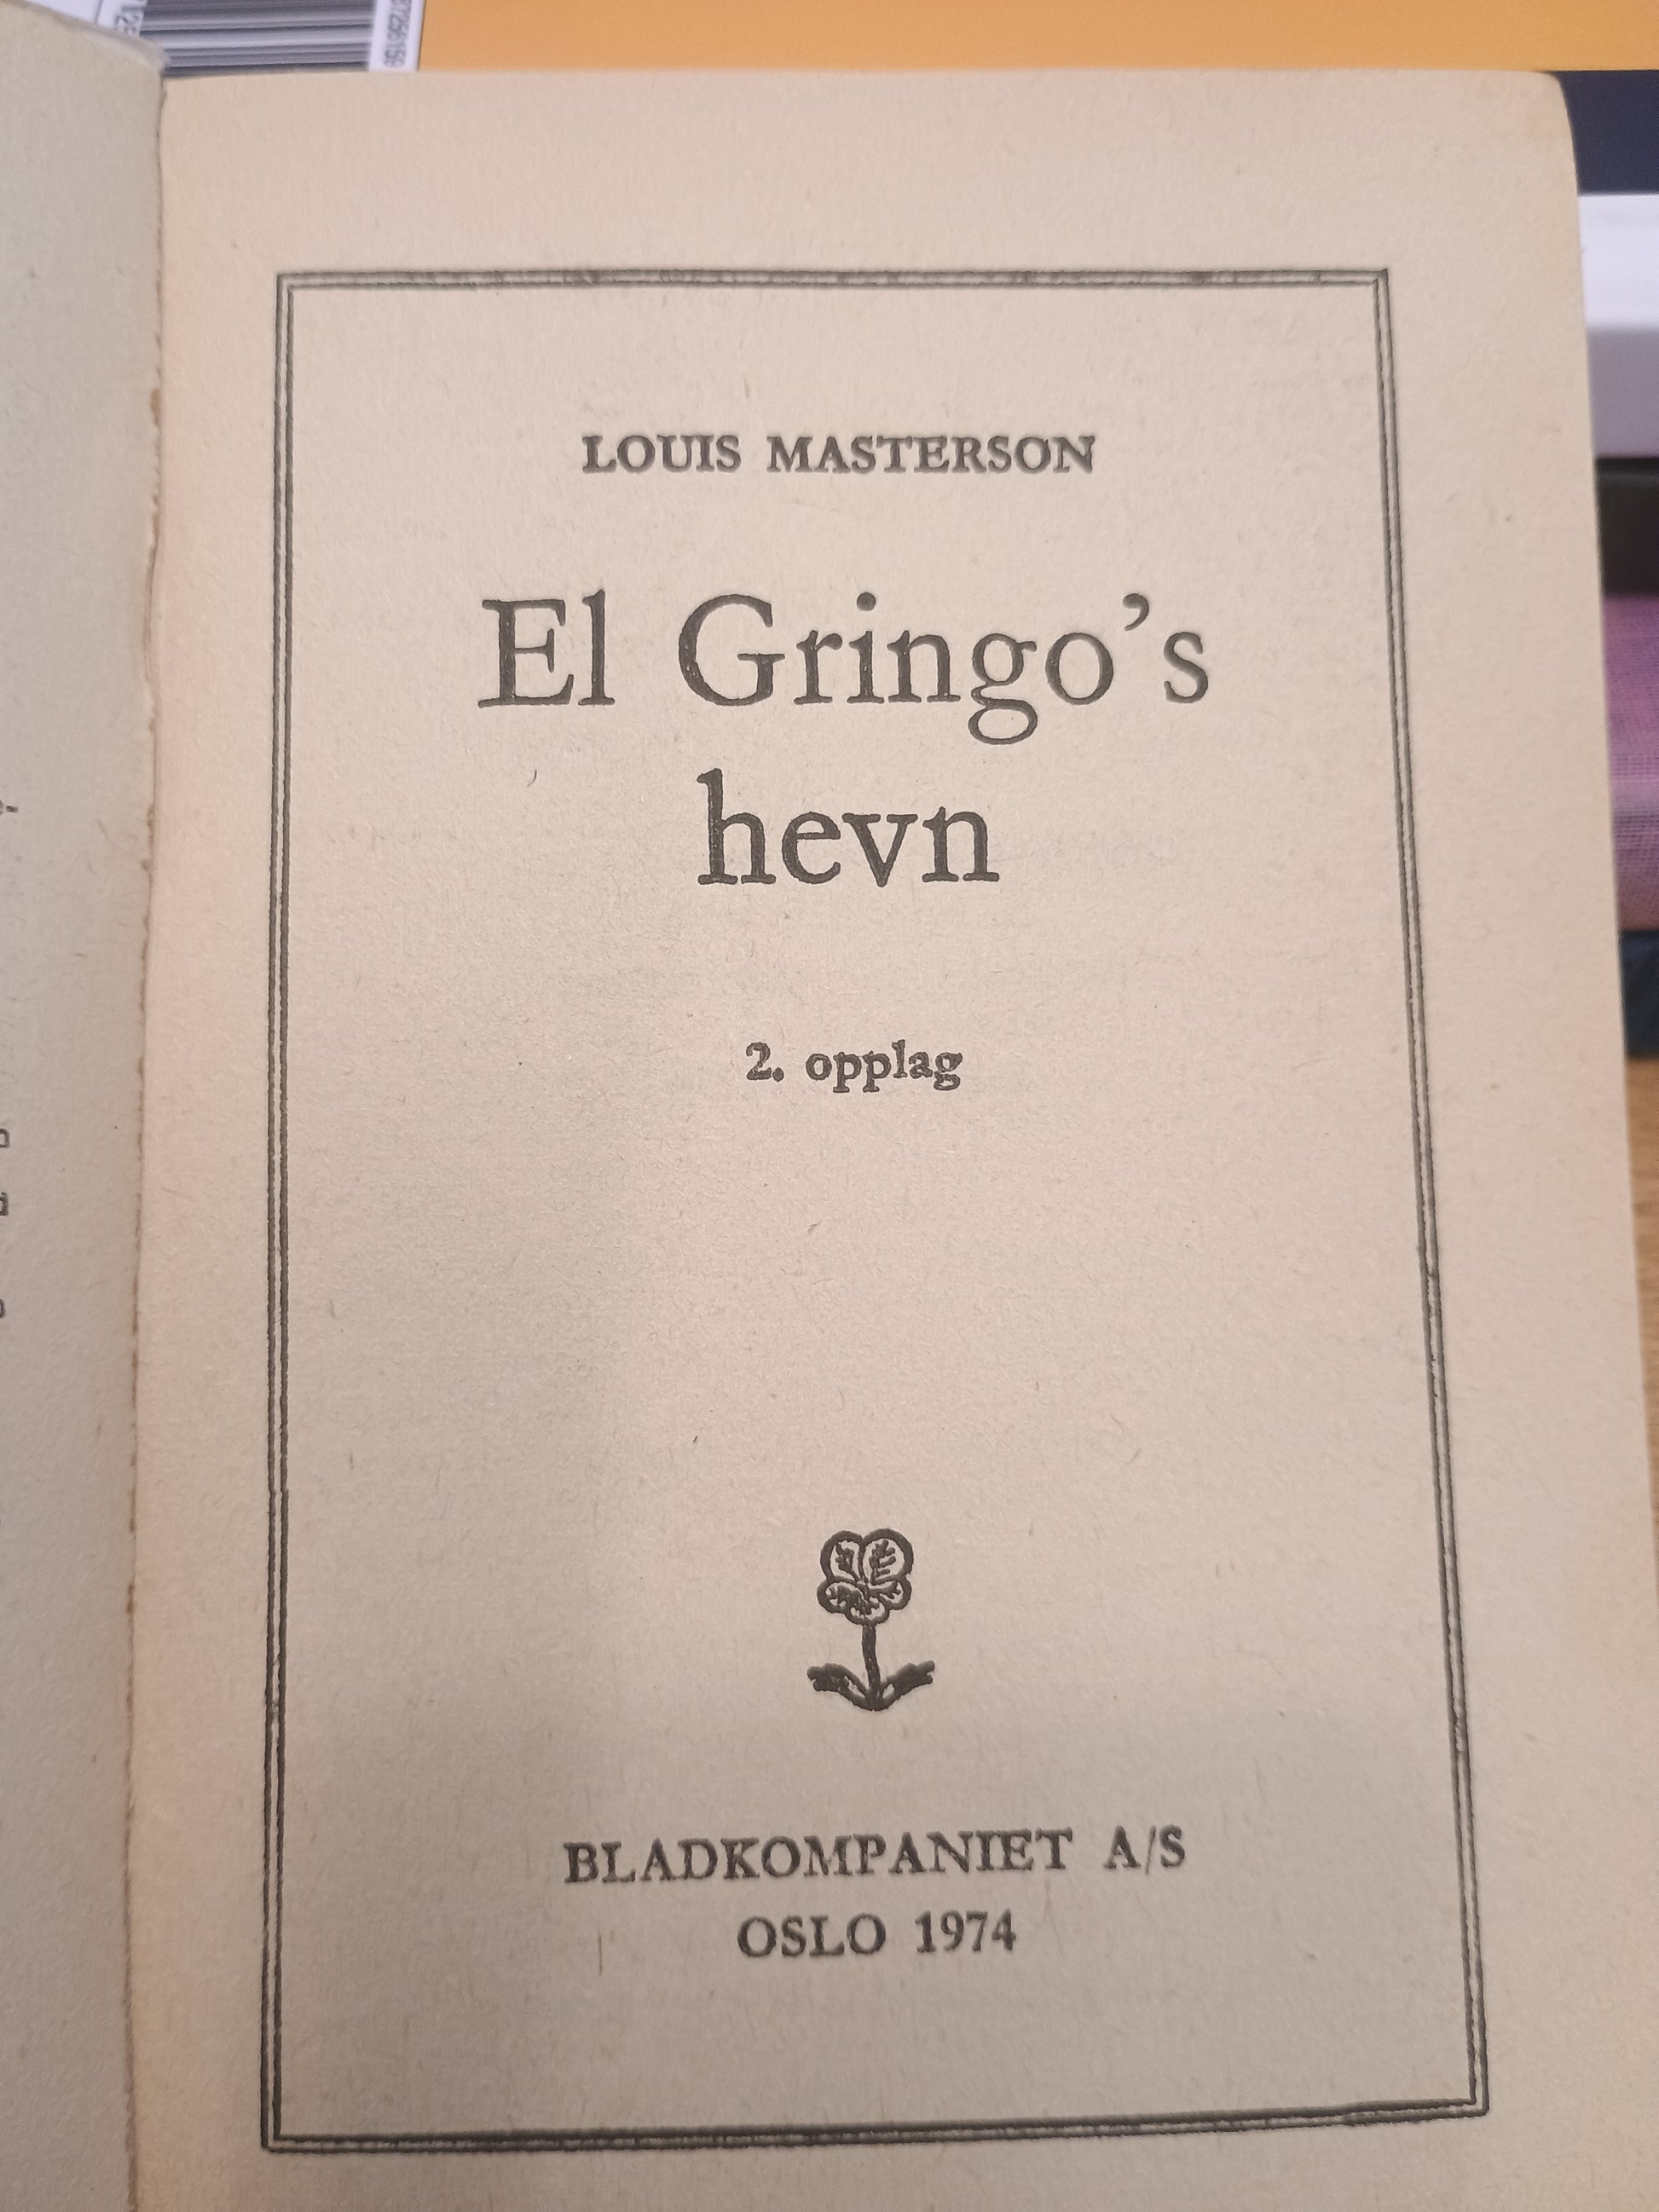 LOUIS MASTERSON
El Gringo’s
hevn
2. opplag
BLADKOMPANIET A/S
OSLO 1974